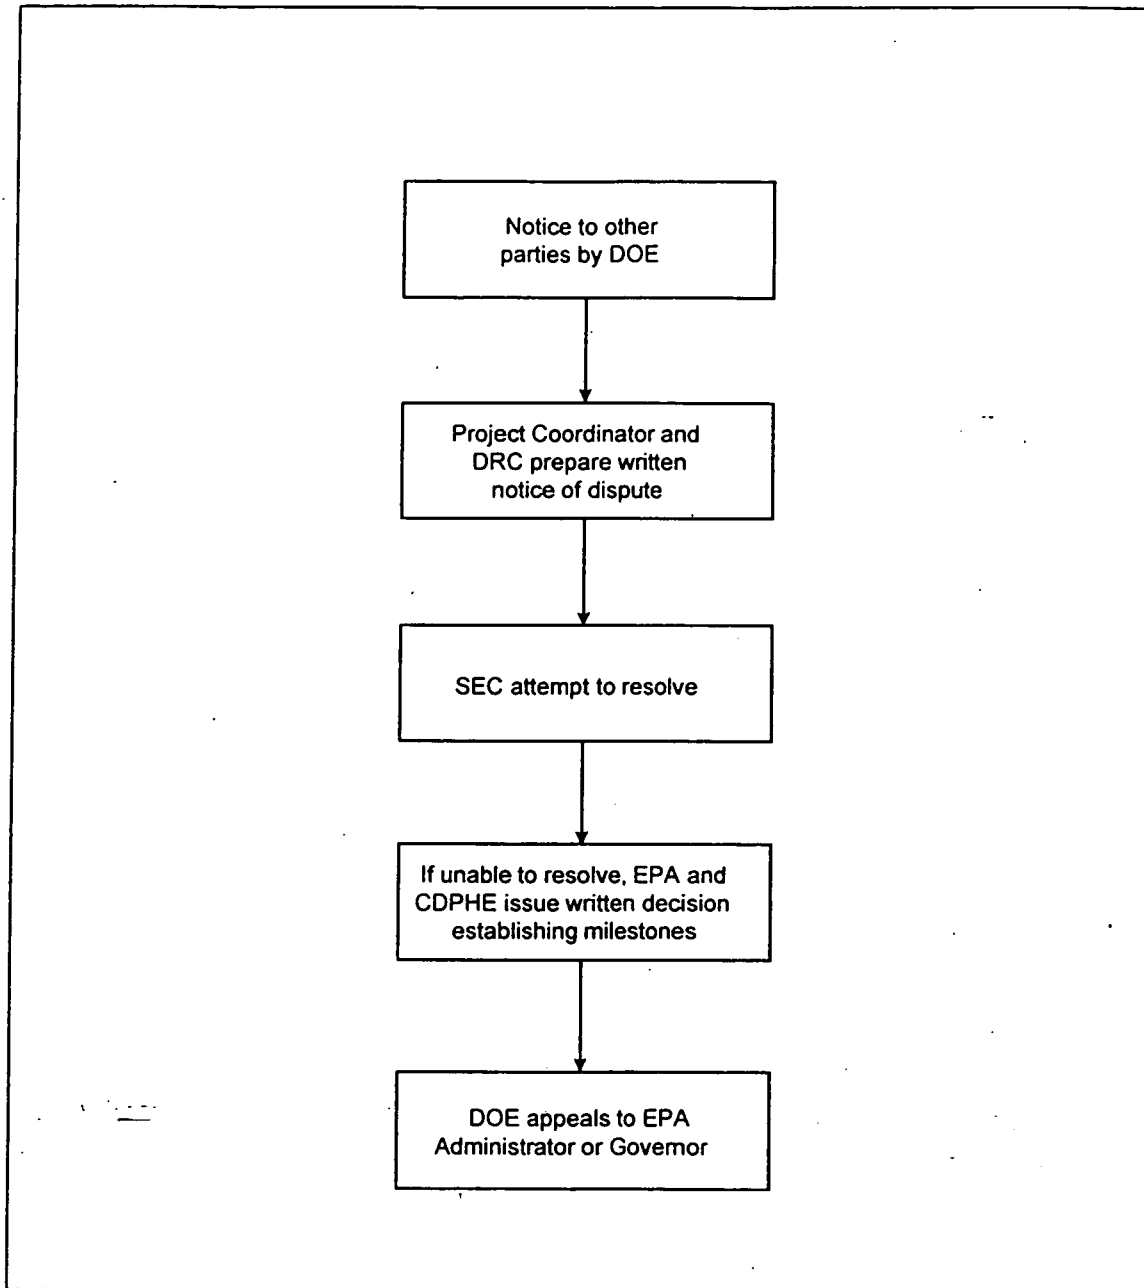 Notice to other
parties by DOE
Project Coordinator and
DRC prepare written
notice of dispute
SEC attempt to resolve
If unable to resolve, EPA and
CDPHE issue written decision
establishing milestones
DOE appeals to EPA
Administrator or Governor